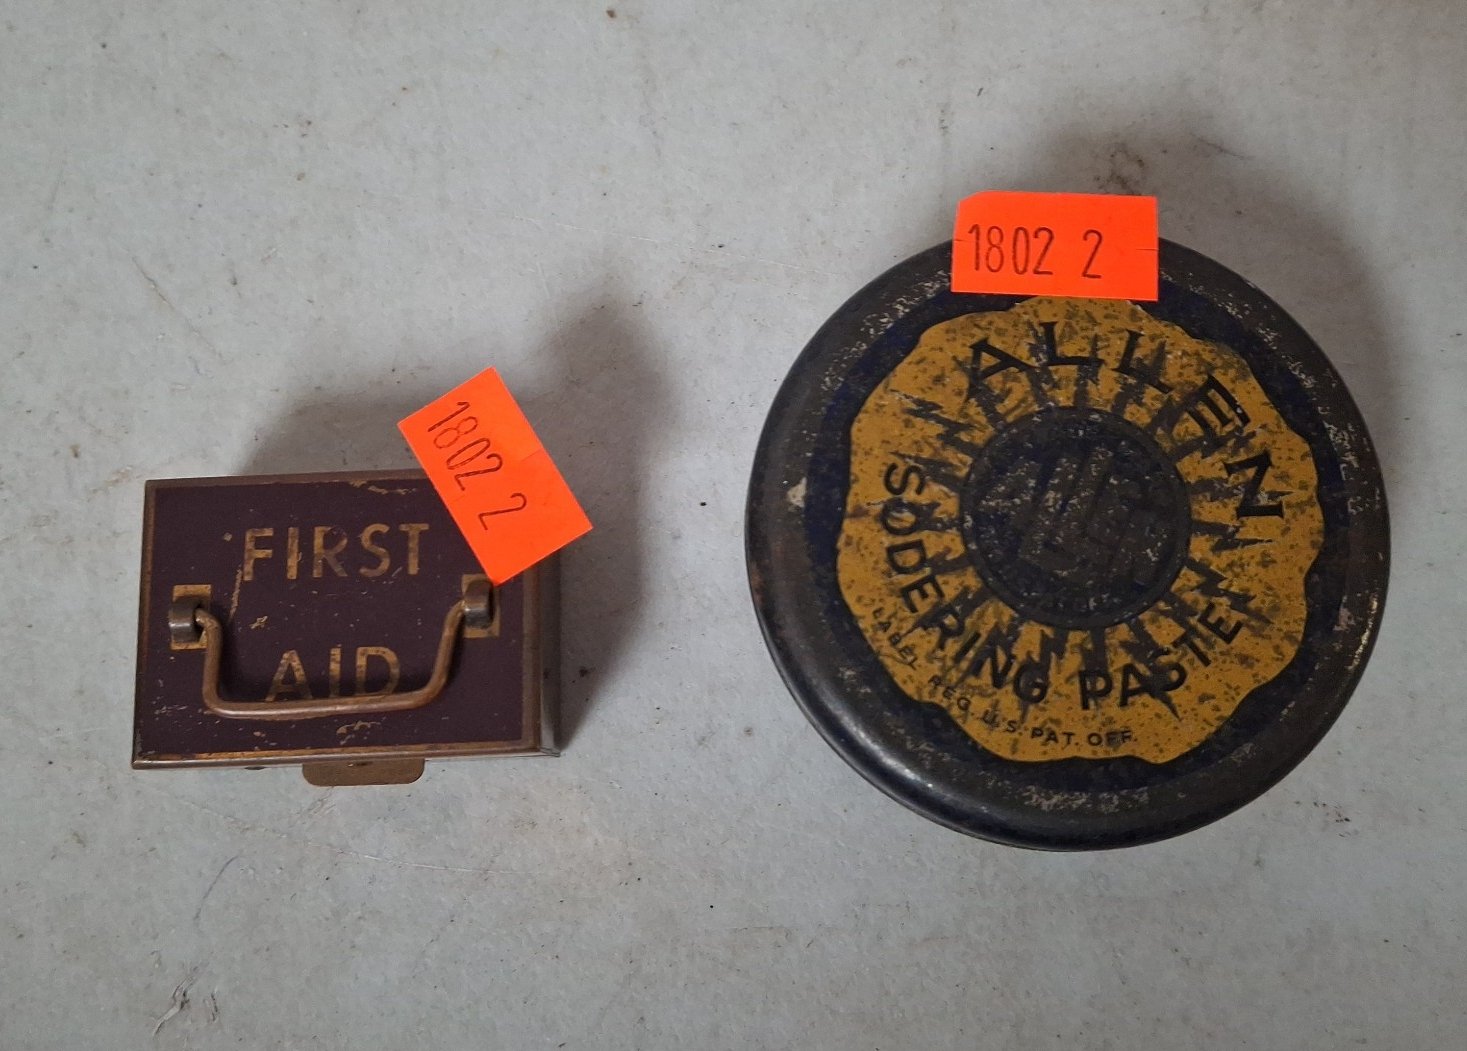 1802 2
FIRST
AID
1802 2
ALLEN
SODERING PASTE
LABEL REG. U.S. PAT. OFF.